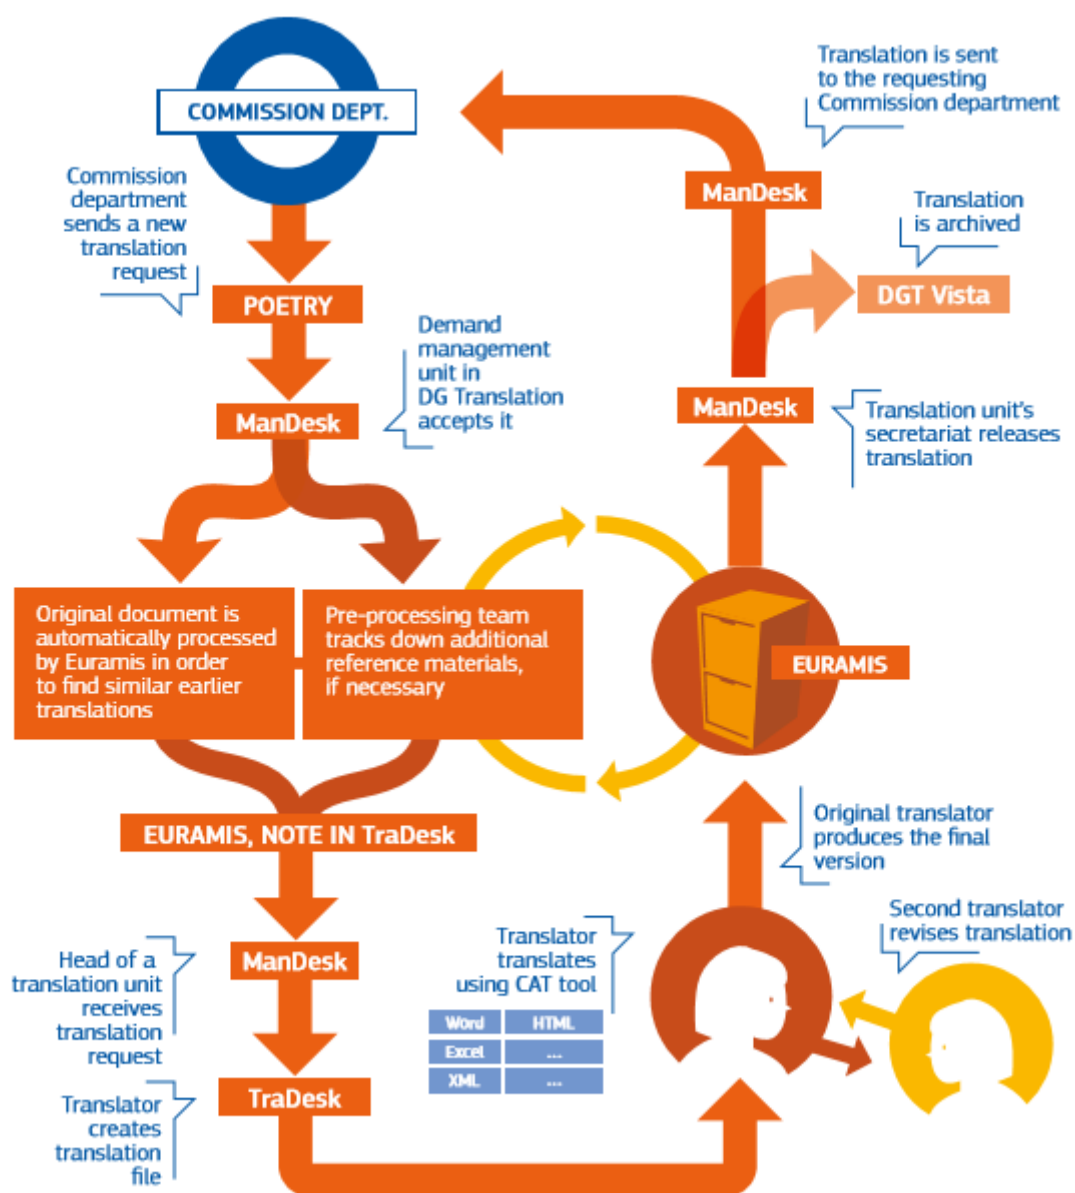 COMMISSION DEPT.
Commission
department
sends a new
translation
request
POETRY
Demand
management
unit in
DG Translation
accepts it
ManDesk
Original document is
automatically processed
by Euramis in order
to find similar earlier
translations
Pre-processing team
tracks down additional
reference materials,
if necessary
EURAMIS, NOTE IN TraDesk
Head of a
translation unit
receives
translation
request
ManDesk
Translator
creates
translation
file
TraDesk
Translator
translates
using CAT tool
Word HTML
Excel ...
XML ...
Second translator
revises translation
Original translator
produces the final
version
EURAMIS
ManDesk
Translation unit's
secretariat releases
translation
Translation
is archived
DGT Vista
ManDesk
Translation is sent
to the requesting
Commission department